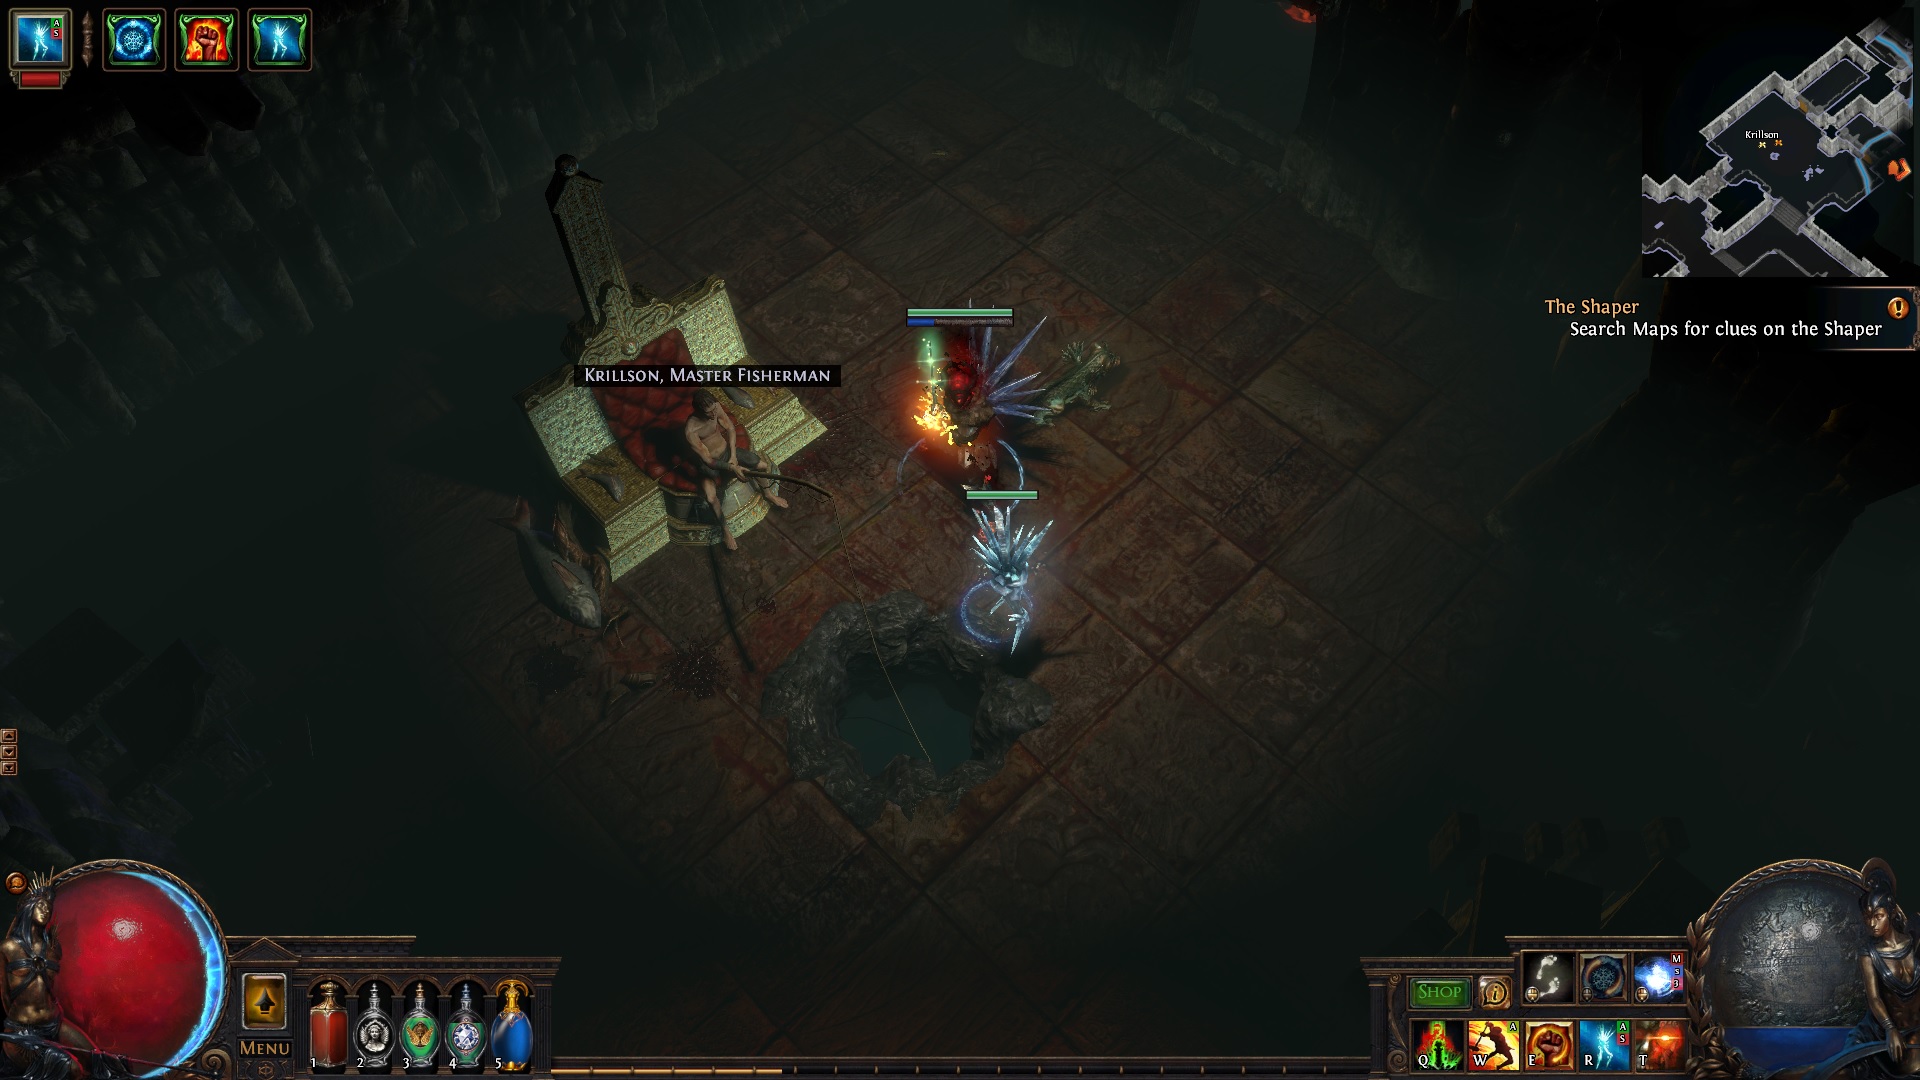 A
S
Krillson
The Shaper
Search Maps for clues on the Shaper
Krillson, Master Fisherman
Menu
1
2
3
4
5
Shop
M
S
3
Q
W
A
E
R
A
S
T